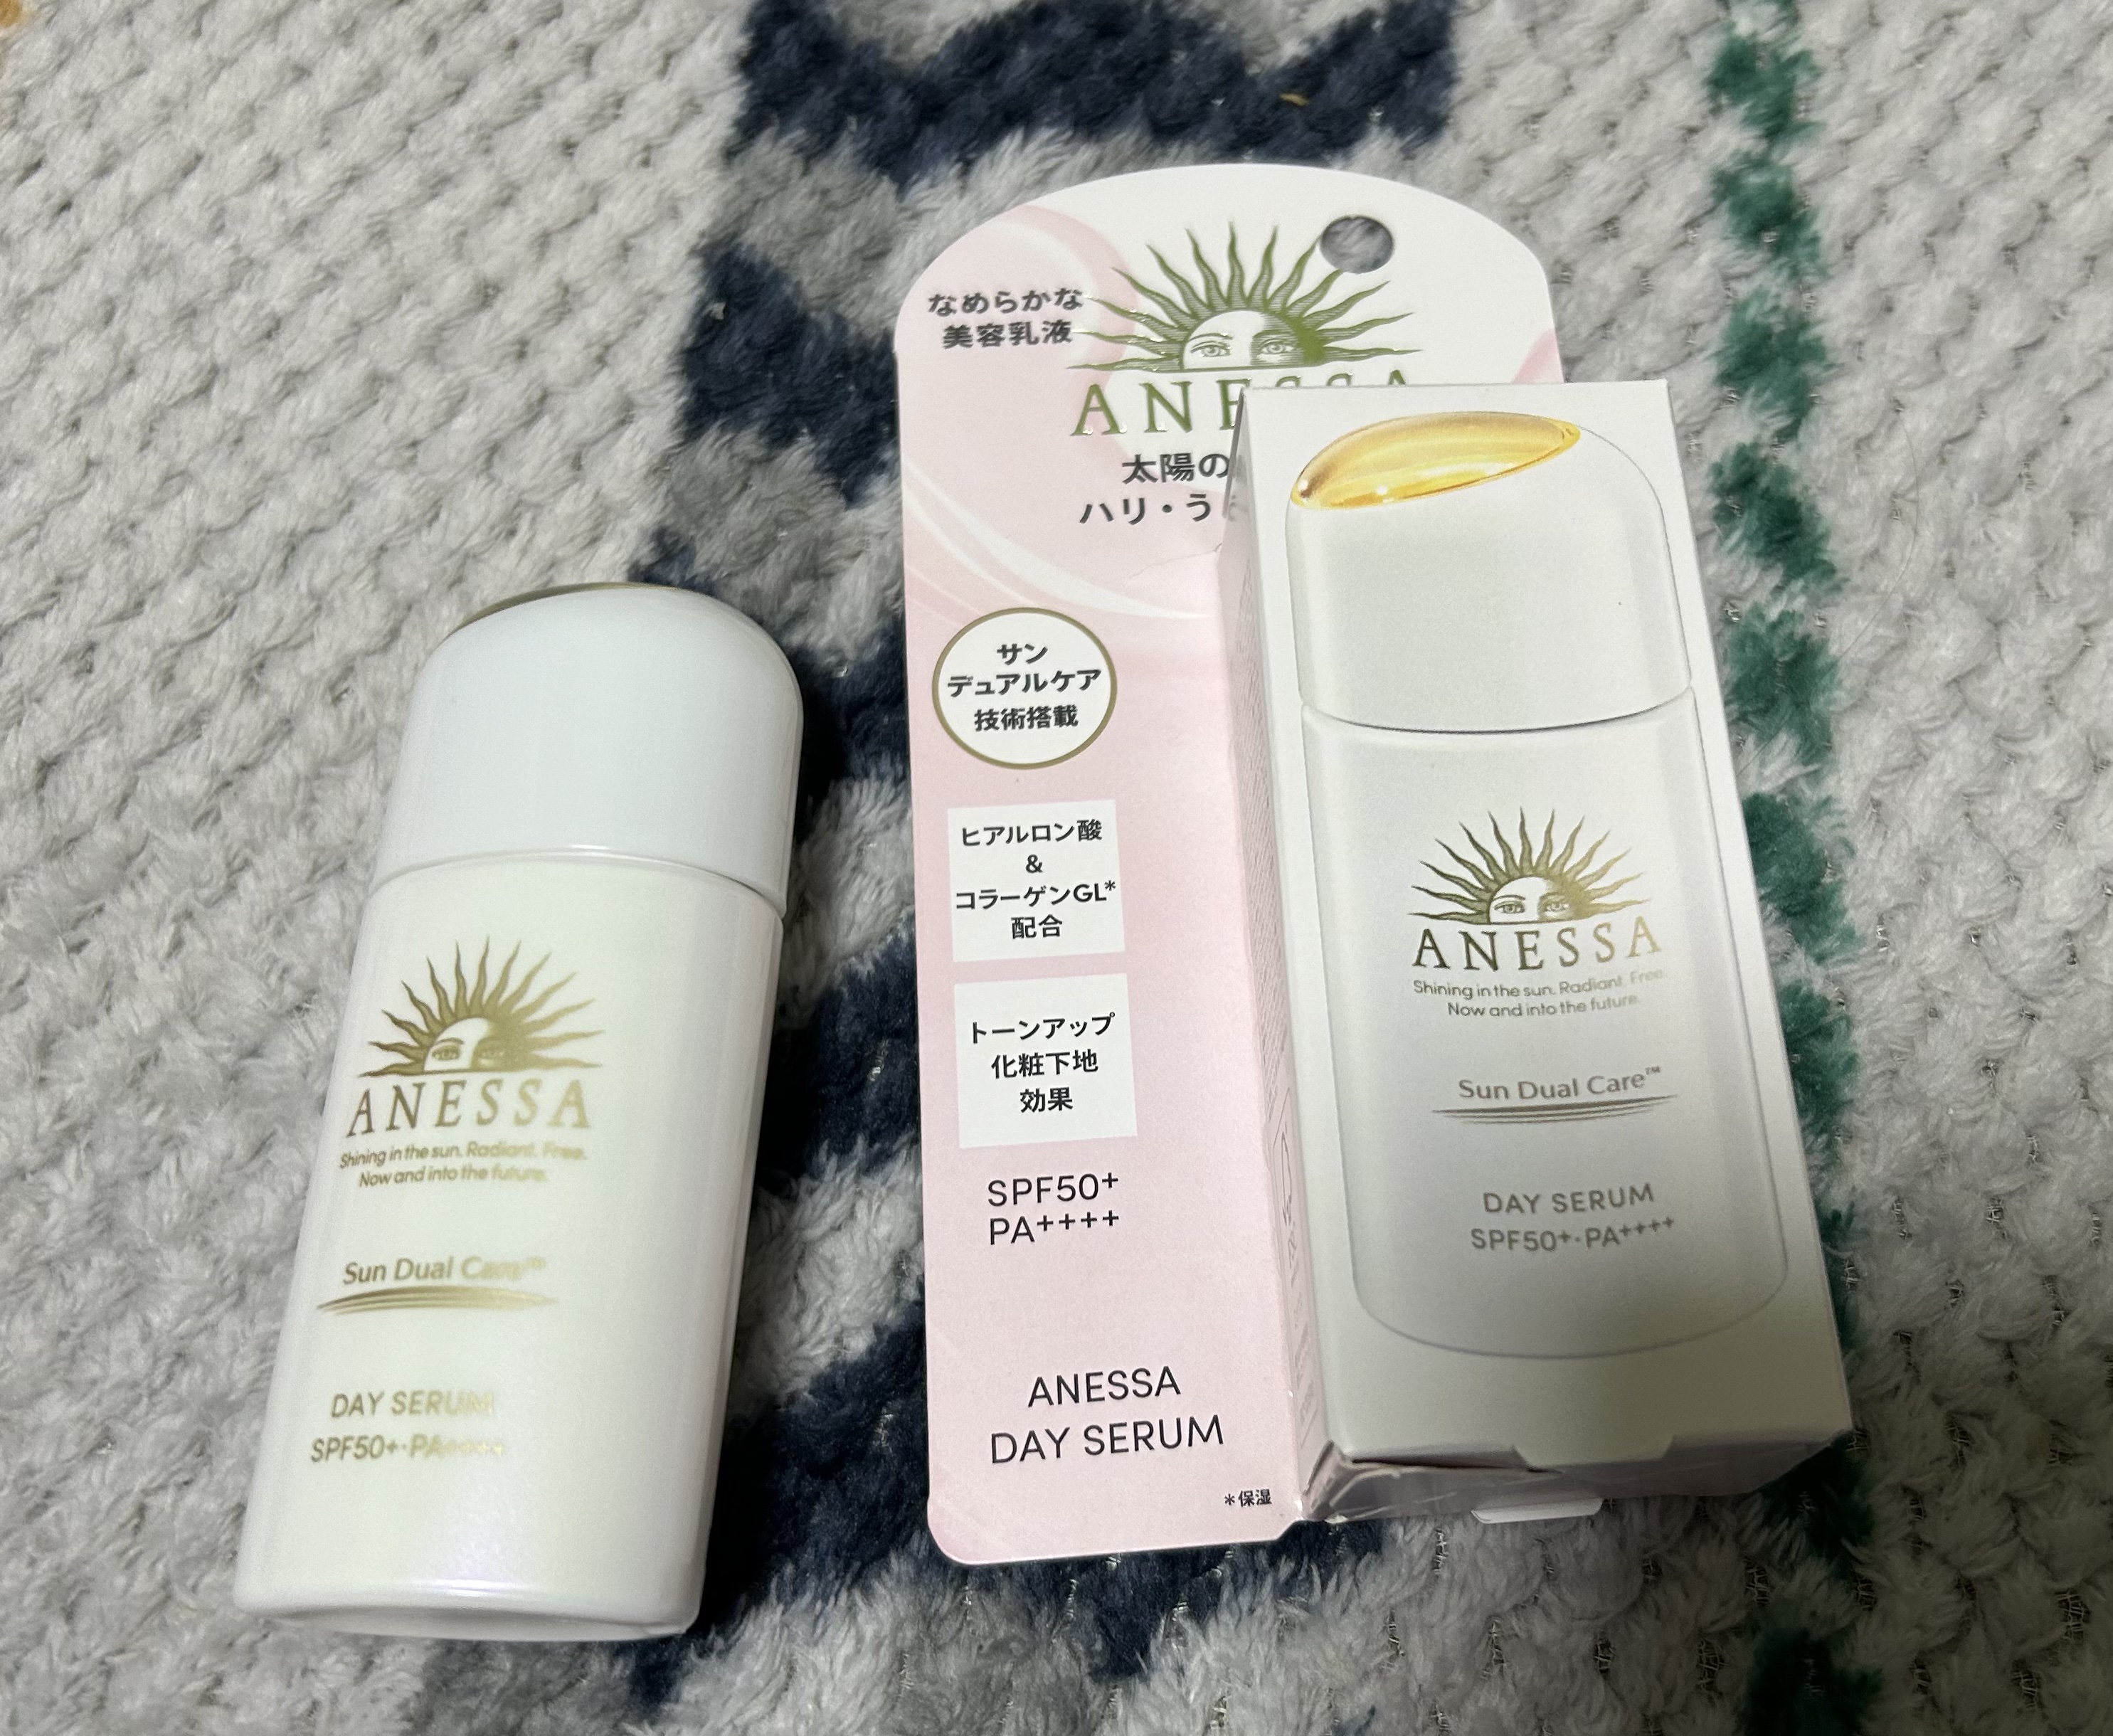 ANESSA
Shining in the sun. Radiant. Free.
Now and into the future.
Sun Dual Care™
DAY SERUM
SPF50+·PA++++
なめらかな
美容乳液
ANESSA
太陽の
ハリ・う
サン
デュアルケア
技術搭載
ヒアルロン酸
&
コラーゲンGL*
配合
トーンアップ
化粧下地
効果
SPF50+
PA++++
ANESSA
DAY SERUM
*保湿
ANESSA
Shining in the sun. Radiant. Free.
Now and into the future.
Sun Dual Care™
DAY SERUM
SPF50+·PA++++